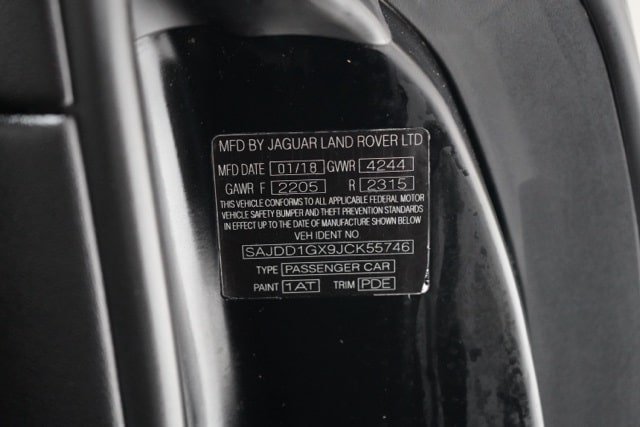 MFD BY JAGUAR LAND ROVER LTD
MFD DATE 01/18 GVWR 4244
GAWR F 2205 R 2315
THIS VEHICLE CONFORMS TO ALL APPLICABLE FEDERAL MOTOR
VEHICLE SAFETY BUMPER AND THEFT PREVENTION STANDARDS
IN EFFECT UP TO THE DATE OF MANUFACTURE SHOWN BELOW
VEH IDENT NO
SAJDD1GX9JCK55746
TYPE PASSENGER CAR
PAINT 1AT TRIM PDE